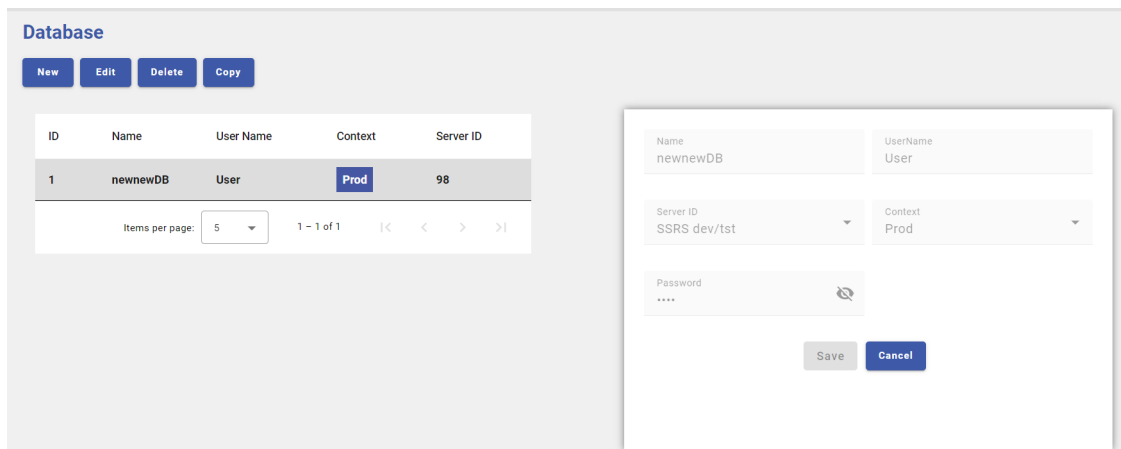 Database
New Edit Delete Copy
ID Name User Name Context Server ID
1 newnewDB User Prod 98
Items per page: 5 1 – 1 of 1
Name
newnewDB
UserName
User
Server ID
SSRS dev/tst
Context
Prod
Password
••••
Save Cancel